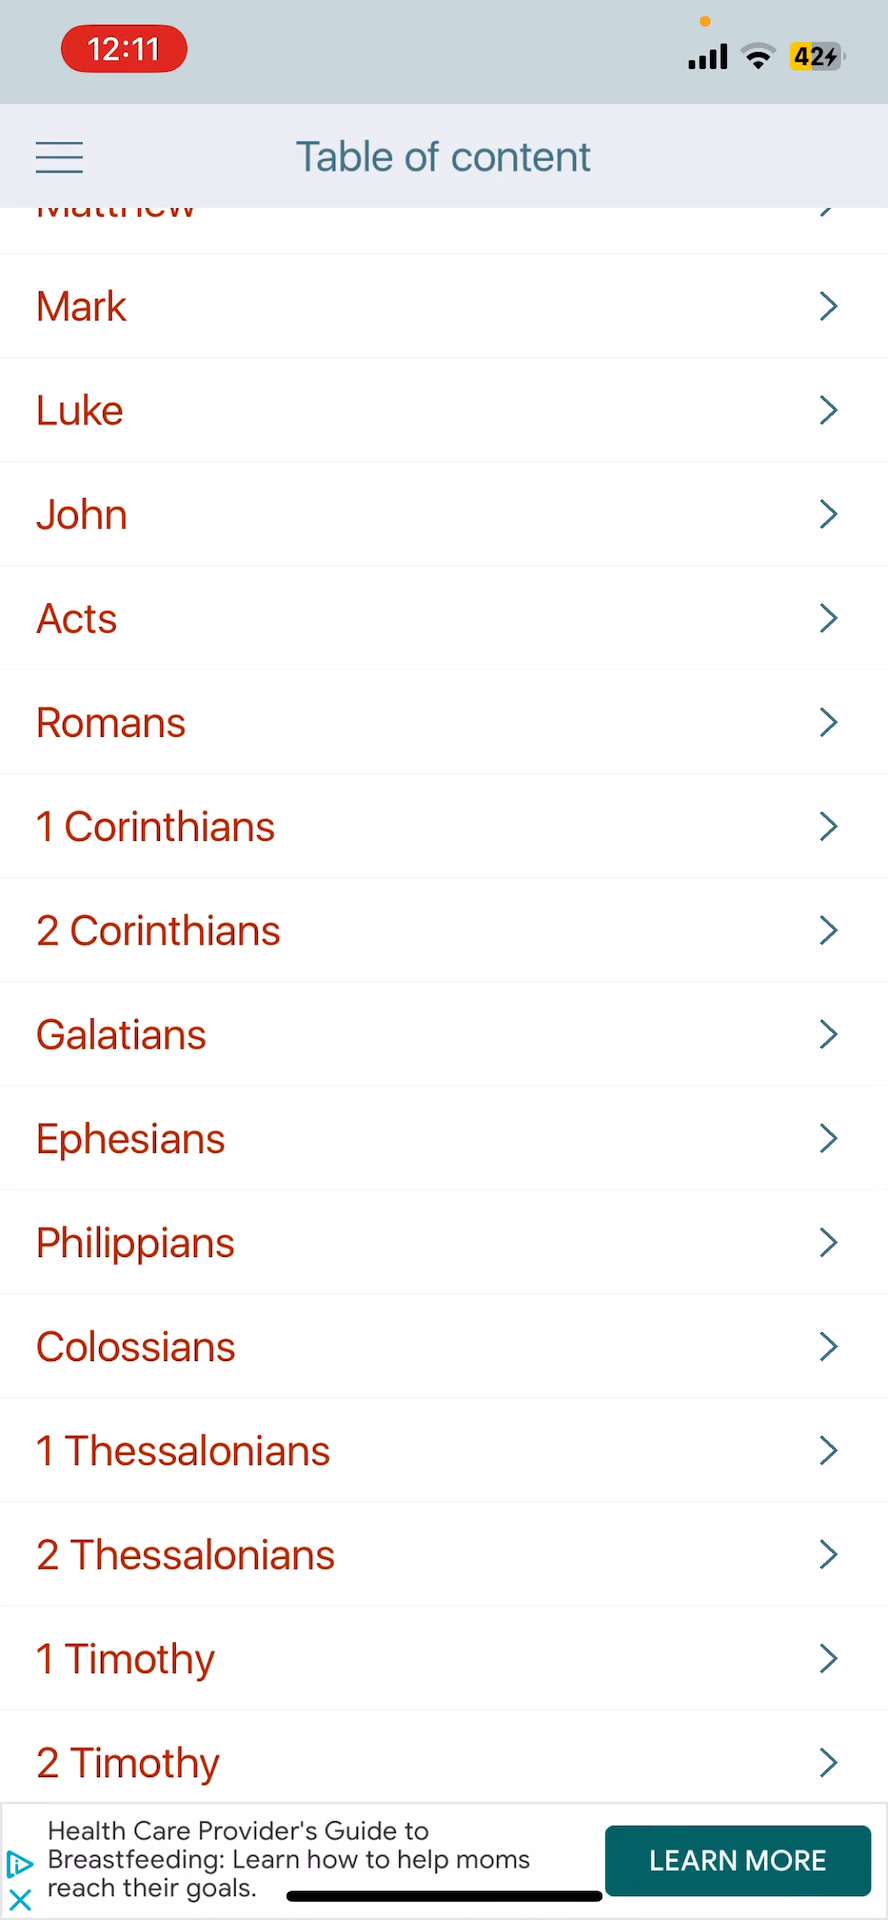 12:11
42
Table of content
Matthew
Mark
Luke
John
Acts
Romans
1 Corinthians
2 Corinthians
Galatians
Ephesians
Philippians
Colossians
1 Thessalonians
2 Thessalonians
1 Timothy
2 Timothy
Health Care Provider's Guide to
Breastfeeding: Learn how to help moms
reach their goals.
LEARN MORE